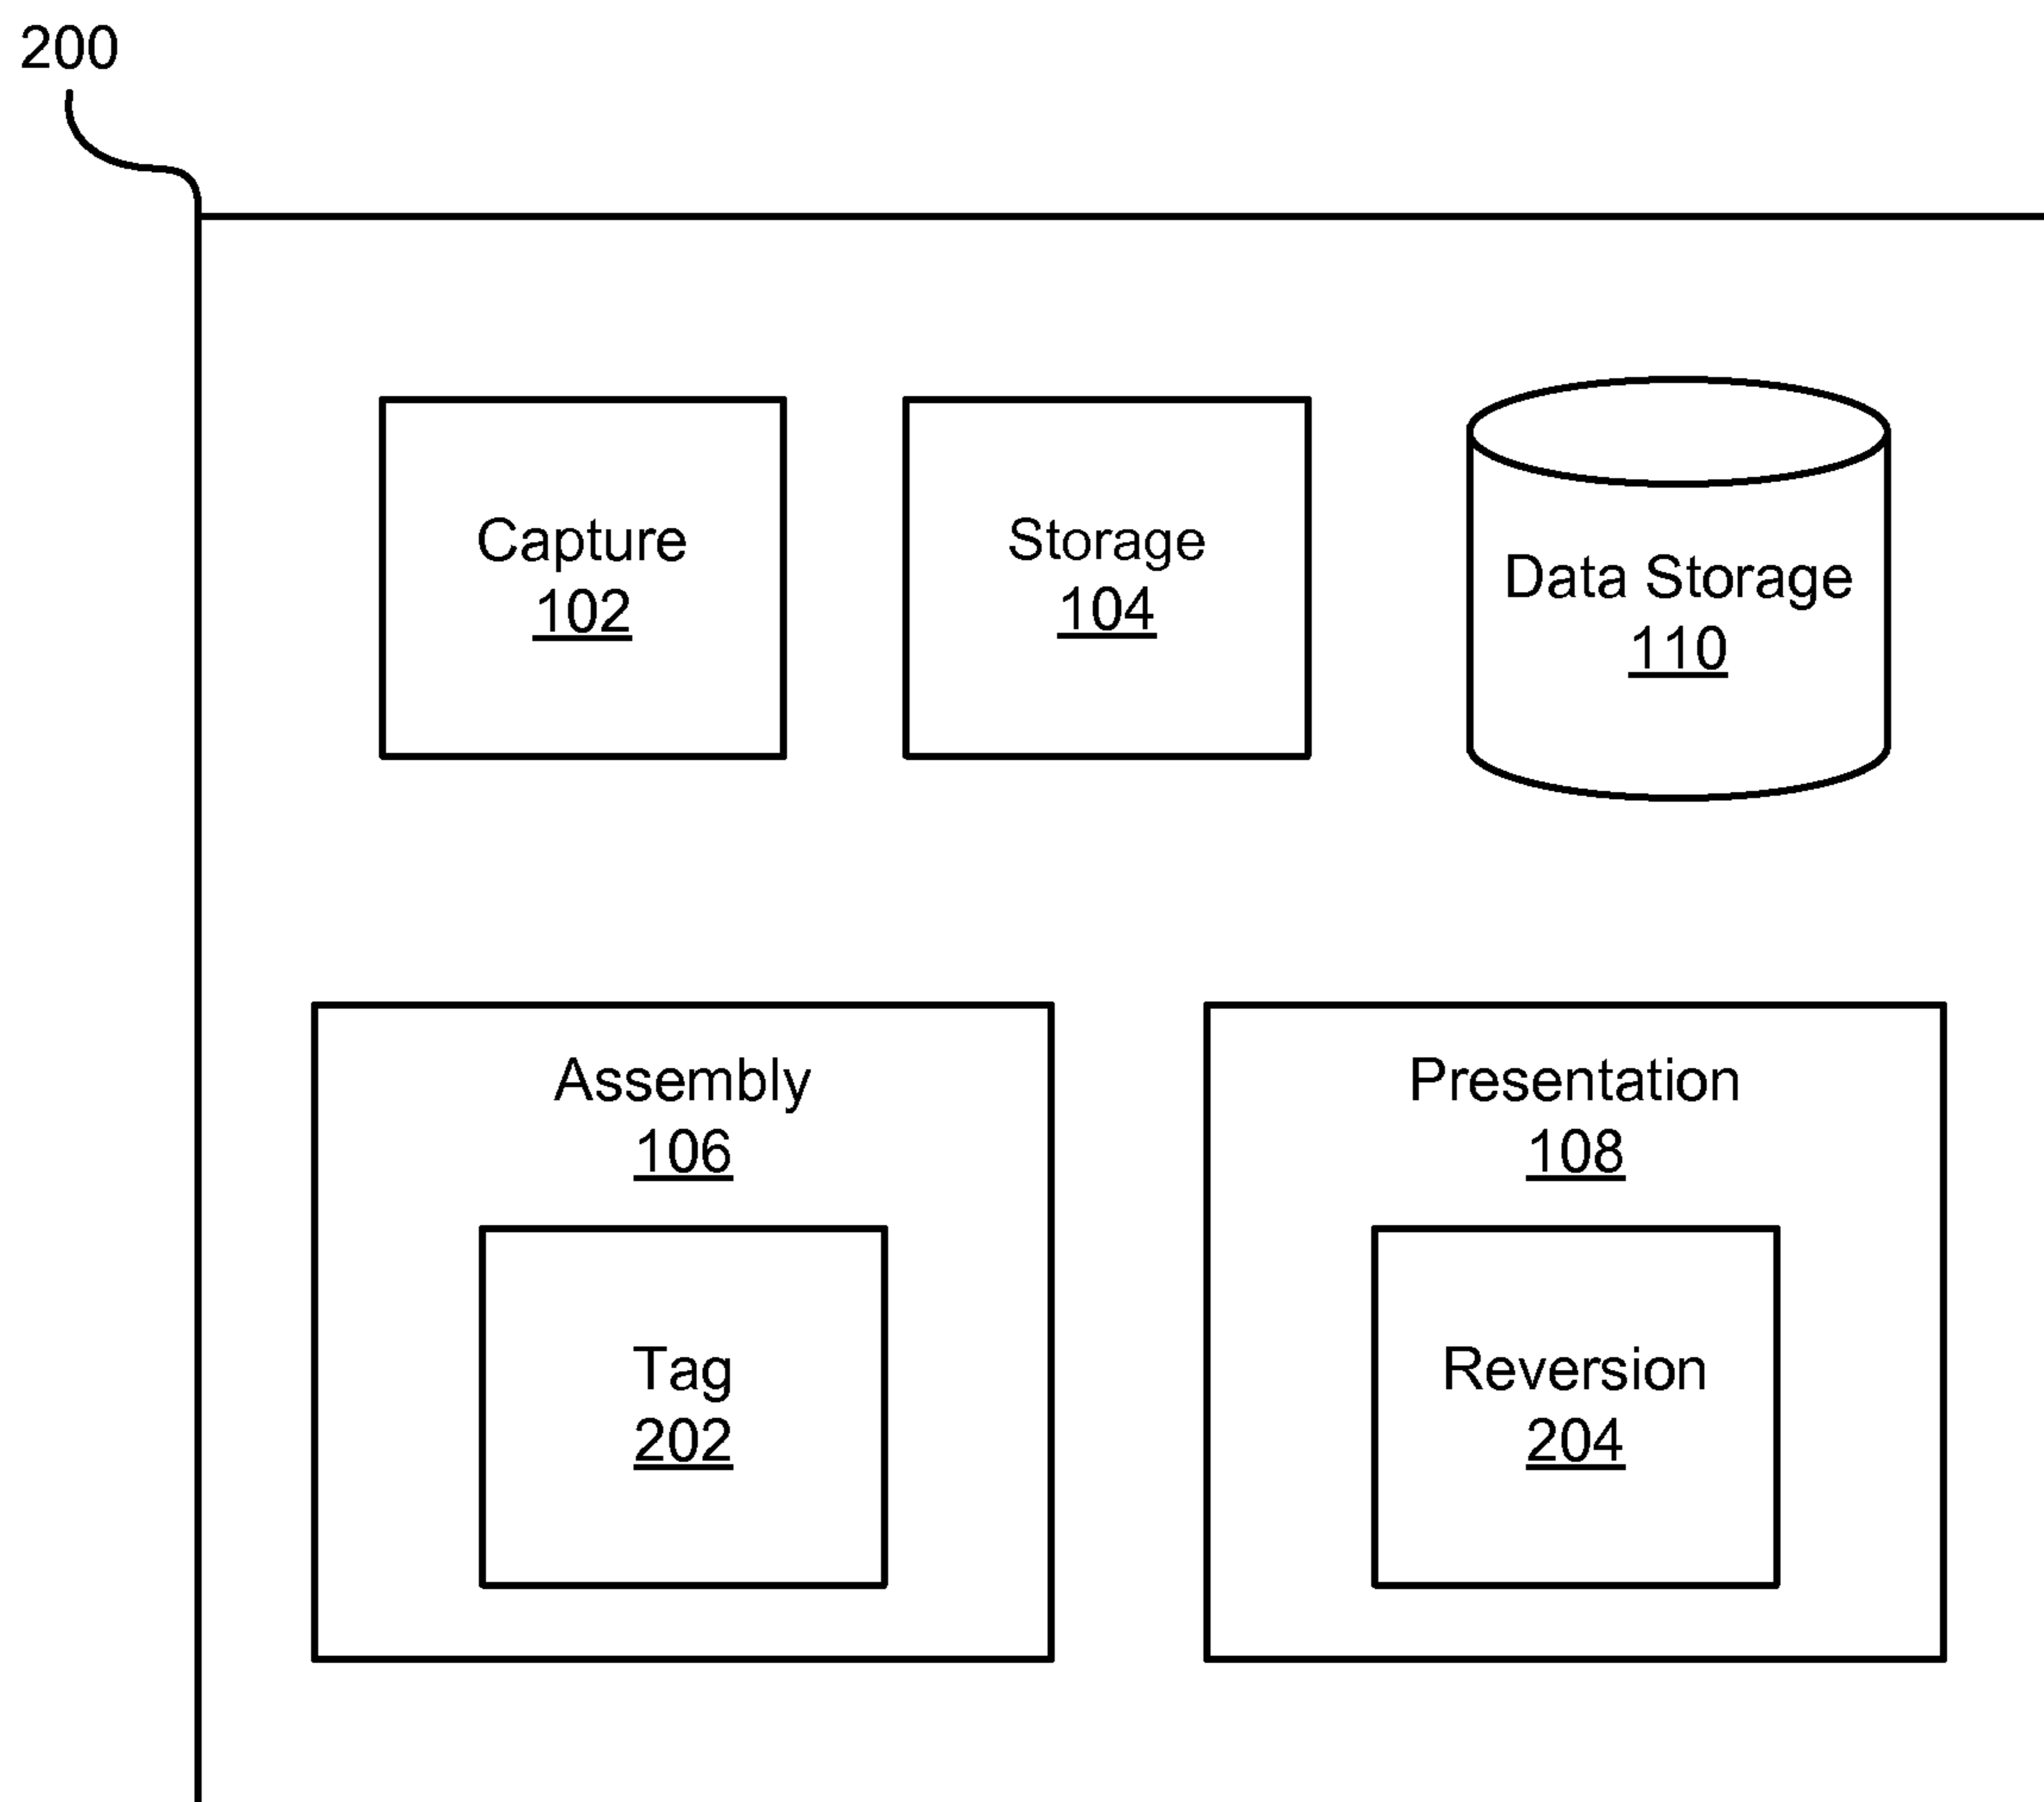 200
Capture
102
Storage
104
Data Storage
110
Assembly
106
Presentation
108
Tag
202
Reversion
204